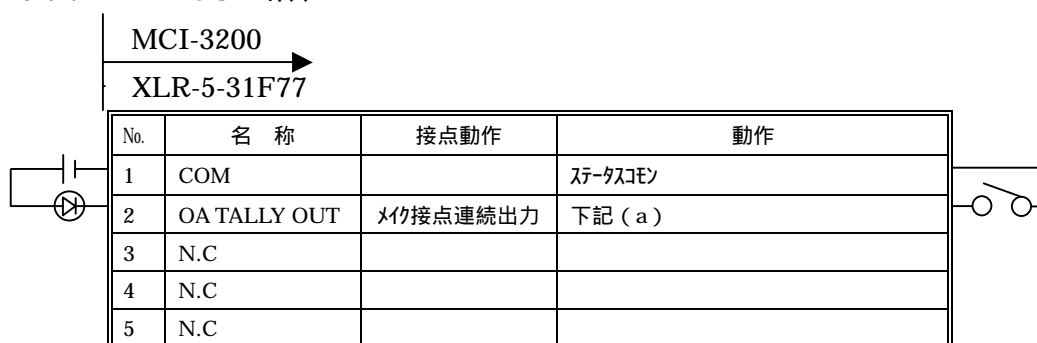 MCI-3200
XLR-5-31F77
No. 名 称 接点動作 動作
1 COM ｽﾃｰﾀｽｺﾓﾝ
2 OA TALLY OUT ﾒｲｸ接点連続出力 下記(a)
3 N.C
4 N.C
5 N.C